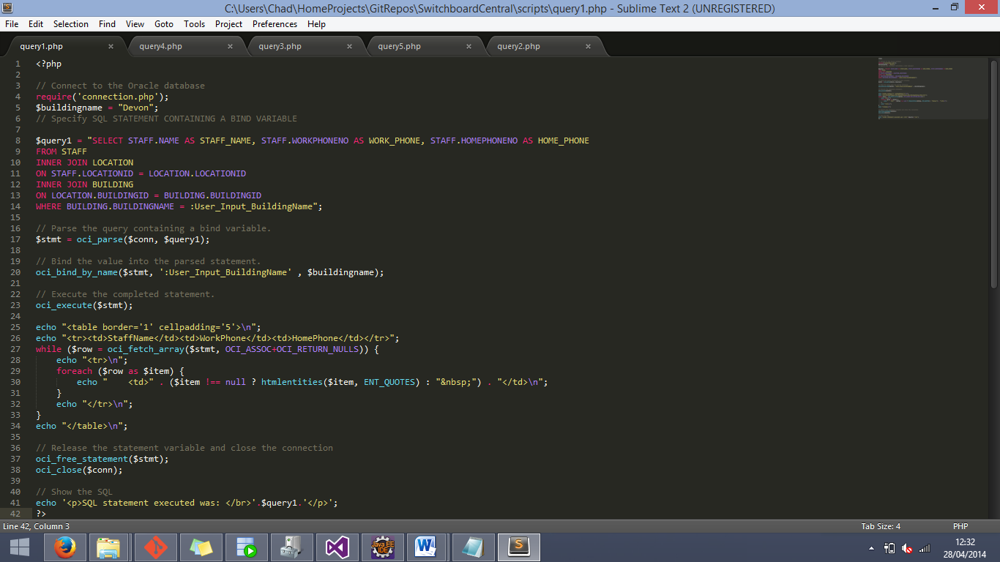 C:\Users\Chad\HomeProjects\GitRepos\SwitchboardCentral\scripts\query1.php - Sublime Text 2 (UNREGISTERED)
File Edit Selection Find View Goto Tools Project Preferences Help
query1.php × query4.php × query3.php × query5.php × query2.php ×
1 <?php
2
3 // Connect to the Oracle database
4 require('connection.php');
5 $buildingname = "Devon";
6 // Specify SQL STATEMENT CONTAINING A BIND VARIABLE
7
8 $query1 = "SELECT STAFF.NAME AS STAFF_NAME, STAFF.WORKPHONENO AS WORK_PHONE, STAFF.HOMEPHONENO AS HOME_PHONE
9 FROM STAFF
10 INNER JOIN LOCATION
11 ON STAFF.LOCATIONID = LOCATION.LOCATIONID
12 INNER JOIN BUILDING
13 ON LOCATION.BUILDINGID = BUILDING.BUILDINGID
14 WHERE BUILDING.BUILDINGNAME = :User_Input_BuildingName";
15
16 // Parse the query containing a bind variable.
17 $stmt = oci_parse($conn, $query1);
18
19 // Bind the value into the parsed statement.
20 oci_bind_by_name($stmt, ':User_Input_BuildingName' , $buildingname);
21
22 // Execute the completed statement.
23 oci_execute($stmt);
24
25 echo "<table border='1' cellpadding='5'>\n";
26 echo "<tr><td>StaffName</td><td>WorkPhone</td><td>HomePhone</td></tr>";
27 while ($row = oci_fetch_array($stmt, OCI_ASSOC+OCI_RETURN_NULLS)) {
28     echo "<tr>\n";
29     foreach ($row as $item) {
30         echo "    <td>" . ($item !== null ? htmlentities($item, ENT_QUOTES) : "&nbsp;") . "</td>\n";
31     }
32     echo "</tr>\n";
33 }
34 echo "</table>\n";
35
36 // Release the statement variable and close the connection
37 oci_free_statement($stmt);
38 oci_close($conn);
39
40 // Show the SQL
41 echo '<p>SQL statement executed was: </br>'.$query1.'</p>';
42 ?>
Line 42, Column 3 Tab Size: 4 PHP
Java EE
IDE
12:32
28/04/2014